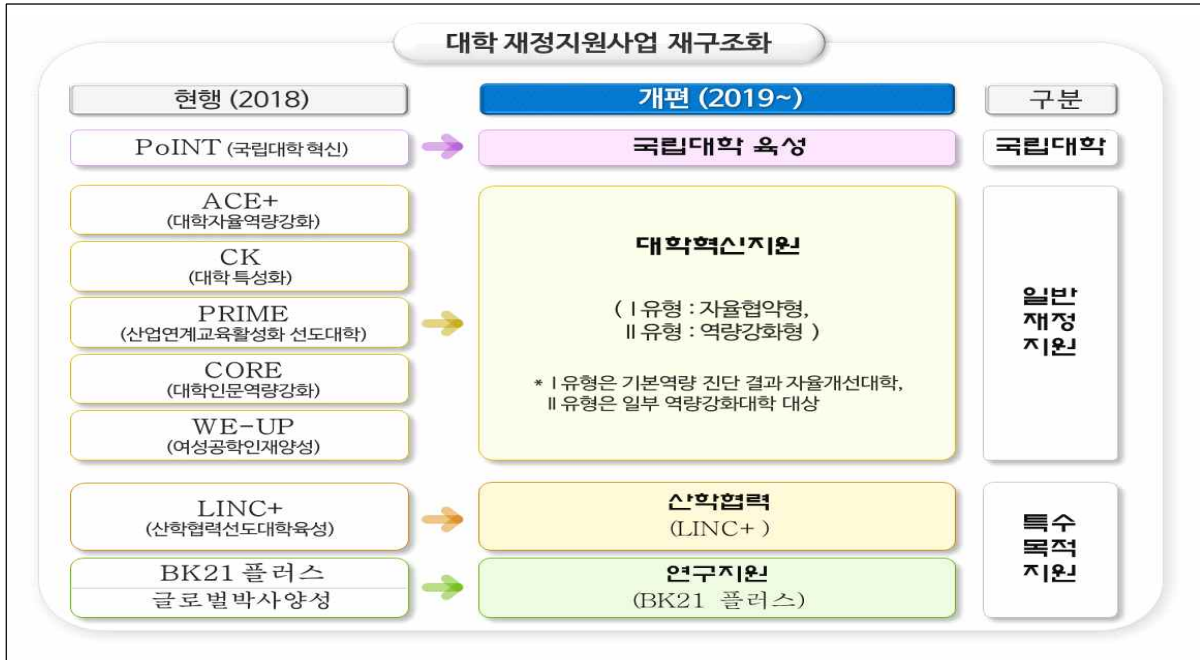 대학 재정지원사업 재구조화
현행 (2018)
개편 (2019~)
구분
PoINT (국립대학 혁신)
국립대학 육성
국립대학
ACE+
(대학자율역량강화)
CK
(대학 특성화)
PRIME
(산업연계교육활성화 선도대학)
CORE
(대학인문역량강화)
WE-UP
(여성공학인재양성)
대학혁신지원
( Ⅰ유형 : 자율협약형,
Ⅱ유형 : 역량강화형 )
* Ⅰ유형은 기본역량 진단 결과 자율개선대학,
Ⅱ유형은 일부 역량강화대학 대상
일반
재정
지원
LINC+
(산학협력선도대학육성)
산학협력
(LINC+ )
BK21 플러스
글로벌박사양성
연구지원
(BK21 플러스)
특수
목적
지원